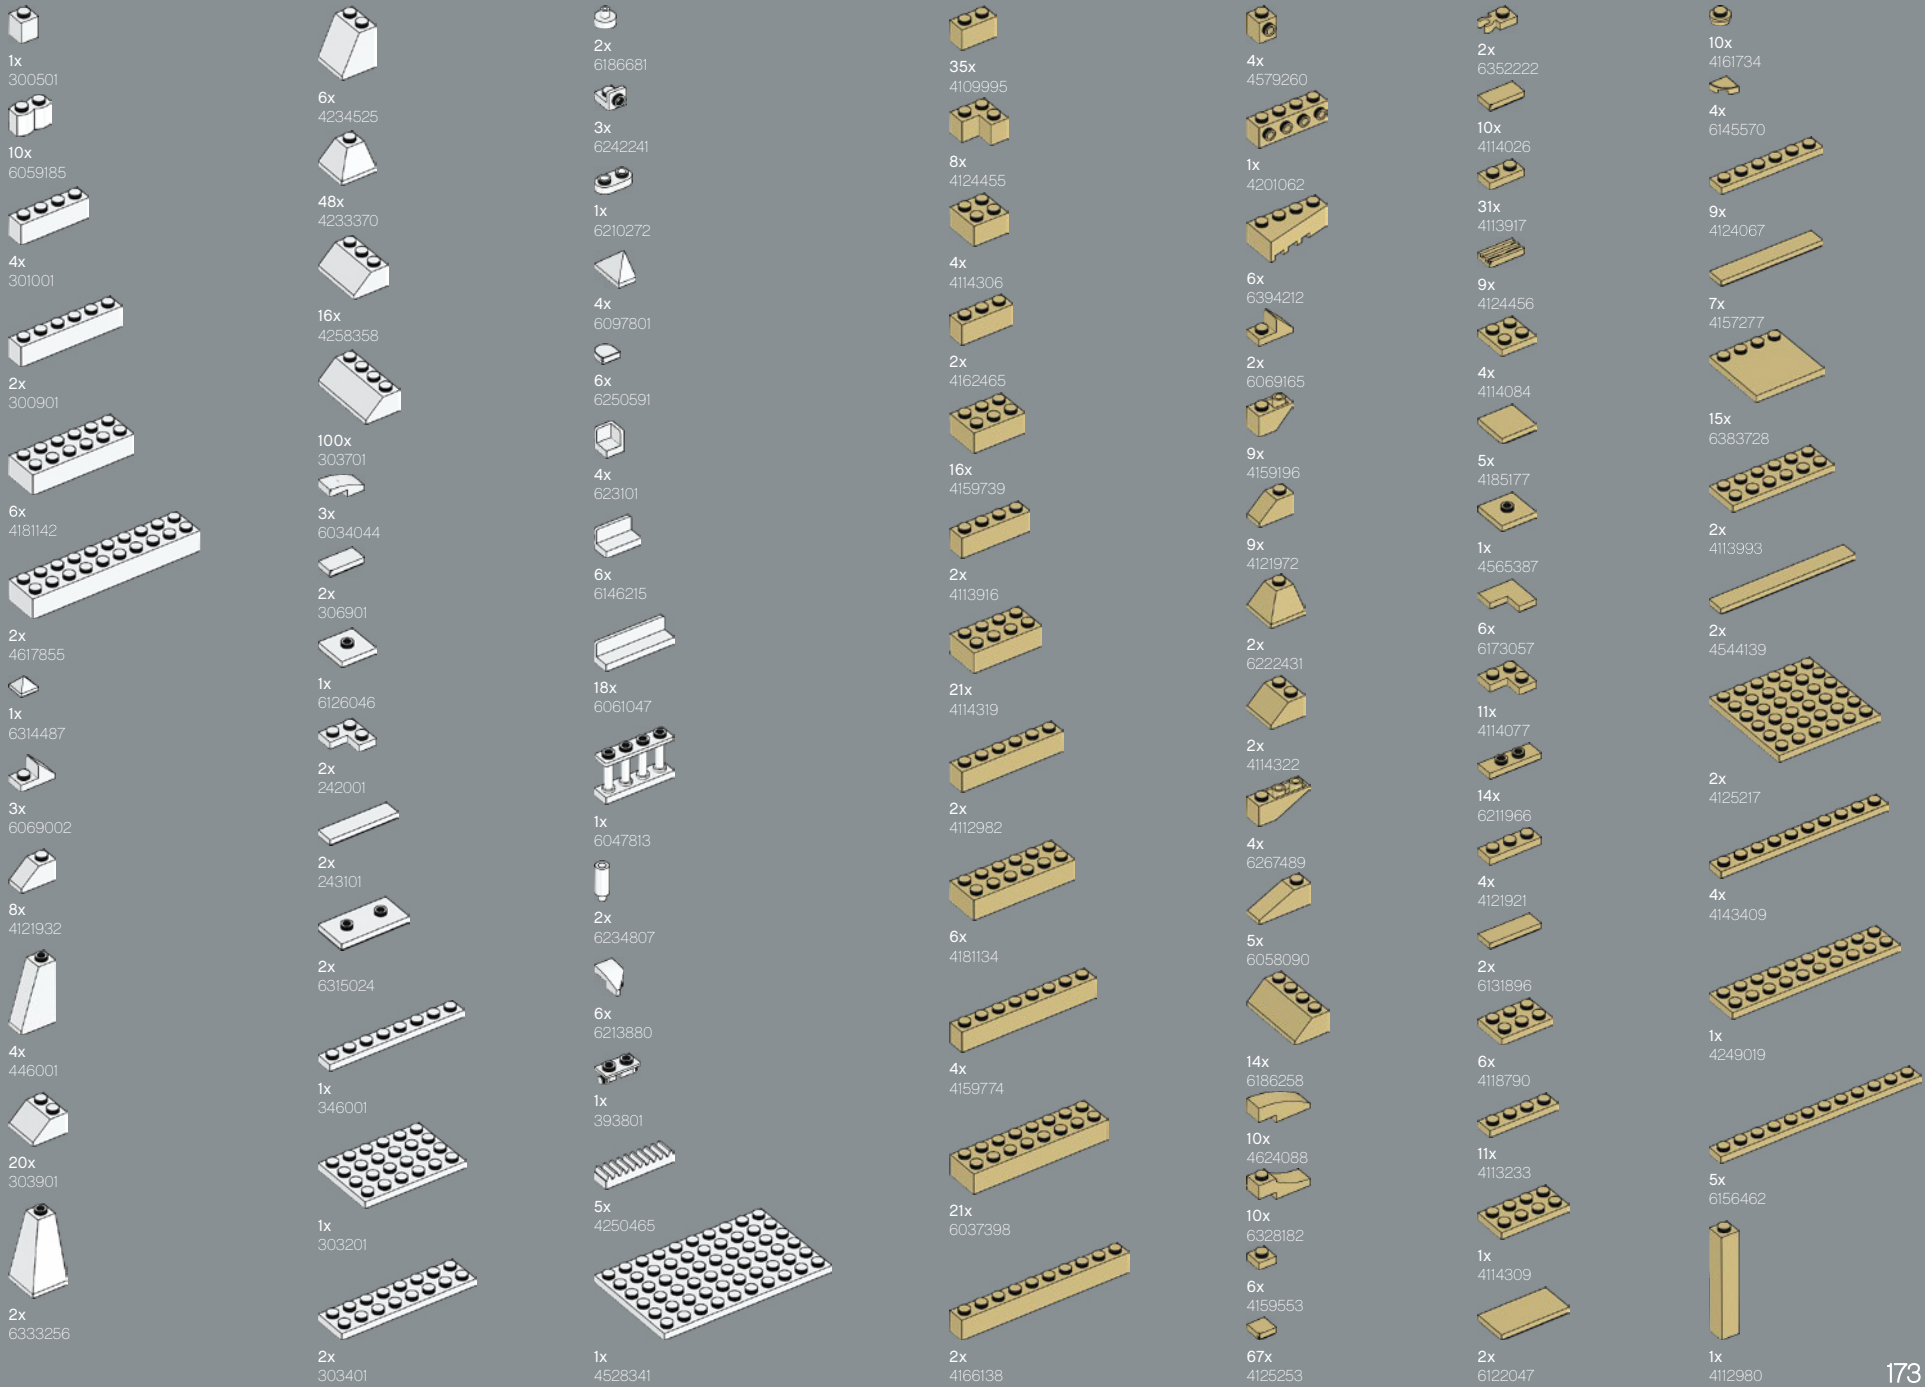 1x
300501
10x
6059185
4x
301001
2x
300901
6x
4181142
2x
4617855
1x
6314487
3x
6069002
8x
4121932
4x
446001
20x
303901
2x
6333256
6x
4234525
48x
4233370
16x
4258358
100x
303701
3x
6034044
2x
306901
1x
6126046
2x
242001
2x
243101
2x
6315024
1x
346001
1x
303201
2x
303401
2x
6186681
3x
6242241
1x
6210272
4x
6097801
6x
6250591
4x
623101
6x
6146215
18x
6061047
1x
6047813
2x
6234807
6x
6213880
1x
393801
5x
4250465
1x
4528341
35x
4109995
8x
4124455
4x
4114306
2x
4162465
16x
4159739
2x
4113916
21x
4114319
2x
4112982
6x
4181134
4x
4159774
21x
6037398
2x
4166138
4x
4579260
1x
4201062
6x
6394212
2x
6069165
9x
4159196
9x
4121972
2x
6222431
2x
4114322
4x
6267489
5x
6058090
14x
6186258
10x
4624088
10x
6328182
6x
4159553
67x
4125253
2x
6352222
10x
4114026
31x
4113917
9x
4124456
4x
4114084
5x
4185177
1x
4565387
6x
6173057
11x
4114077
14x
6211966
4x
4121921
2x
6131896
6x
4118790
11x
4113233
1x
4114309
2x
6122047
10x
4161734
4x
6145570
9x
4124067
7x
4157277
15x
6383728
2x
4113993
2x
4544139
2x
4125217
4x
4143409
1x
4249019
5x
6156462
1x
4112980
173